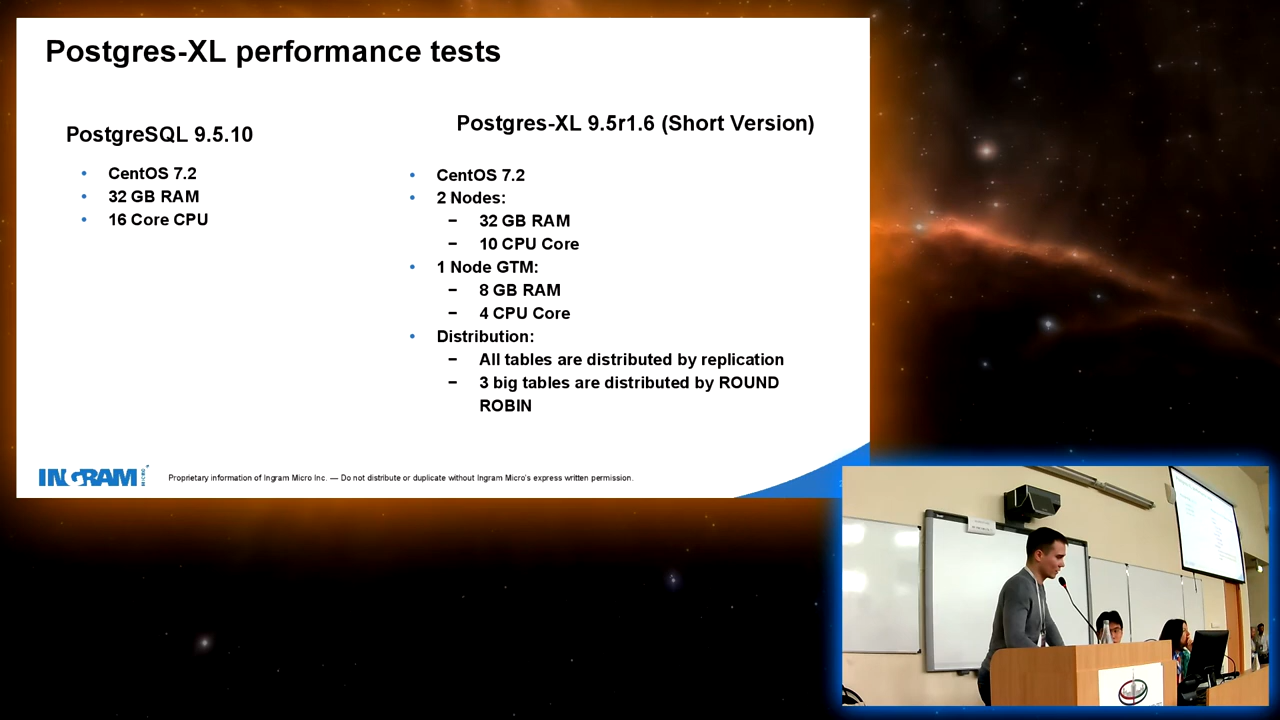 Postgres-XL performance tests
PostgreSQL 9.5.10
• CentOS 7.2
• 32 GB RAM
• 16 Core CPU
Postgres-XL 9.5r1.6 (Short Version)
• CentOS 7.2
• 2 Nodes:
− 32 GB RAM
− 10 CPU Core
• 1 Node GTM:
− 8 GB RAM
− 4 CPU Core
• Distribution:
− All tables are distributed by replication
− 3 big tables are distributed by ROUND
ROBIN
INGRAM MICRO
Proprietary information of Ingram Micro Inc. — Do not distribute or duplicate without Ingram Micro's express written permission.